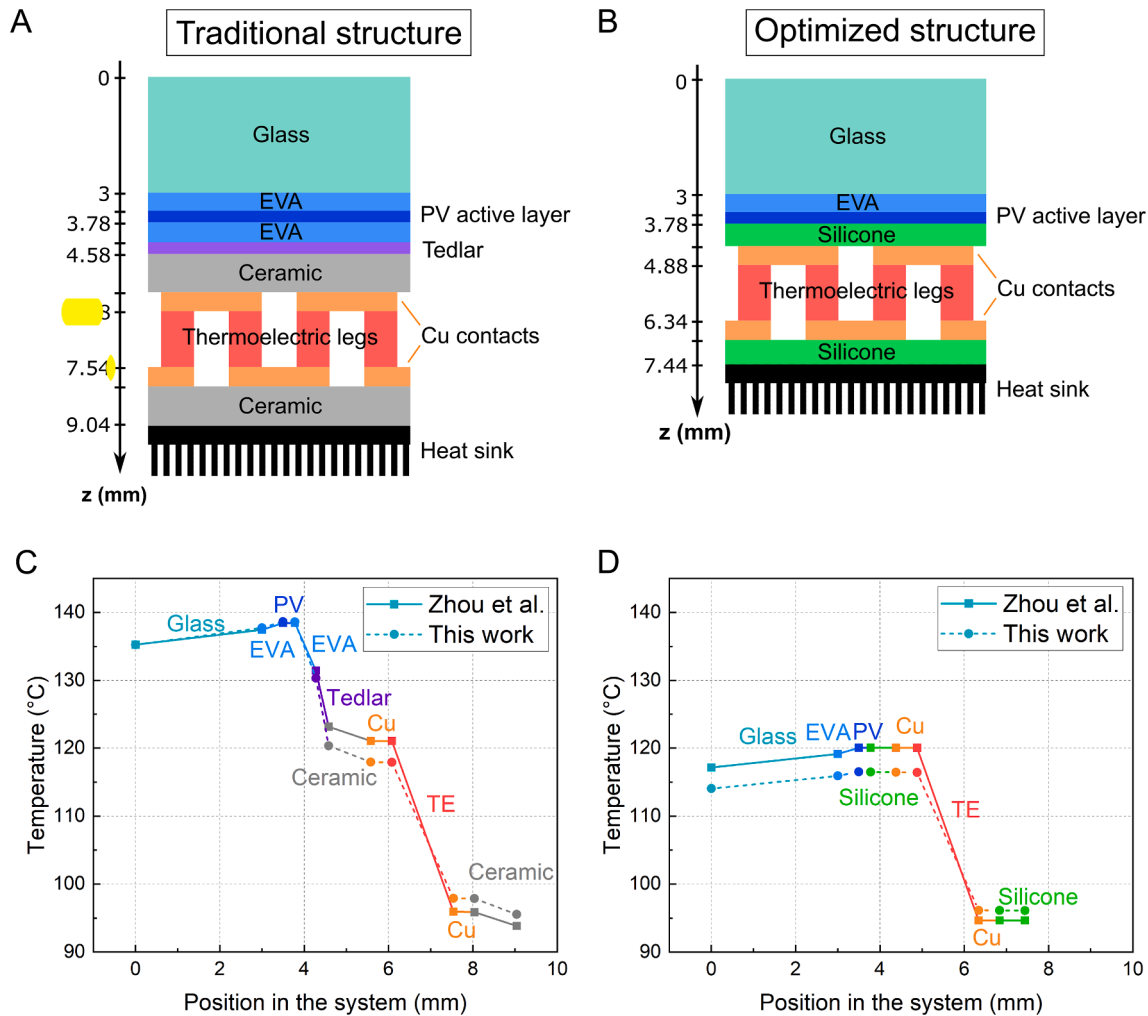 A
Traditional structure
0
Glass
3
EVA
PV active layer
3.78
EVA
Tedlar
4.58
Ceramic
3
Thermoelectric legs
Cu contacts
7.54
Ceramic
9.04
Heat sink
z (mm)
B
Optimized structure
0
Glass
3
EVA
PV active layer
3.78
Silicone
4.88
Thermoelectric legs
Cu contacts
6.34
Silicone
7.44
Heat sink
z (mm)
C
Zhou et al.
This work
PV
Glass
EVA
EVA
Tedlar
Cu
Ceramic
TE
Ceramic
Cu
140
130
120
110
100
90
Temperature (°C)
0
2
4
6
8
10
Position in the system (mm)
D
Zhou et al.
This work
Glass
EVA
PV
Cu
Silicone
TE
Silicone
Cu
140
130
120
110
100
90
Temperature (°C)
0
2
4
6
8
10
Position in the system (mm)